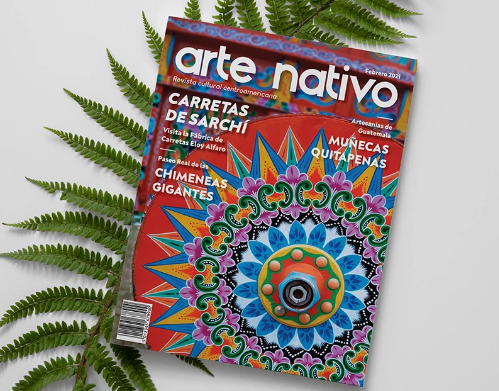 arte nativo
Febrero 2021
Revista cultural centroamericana
CARRETAS
DE SARCHÍ
Visita la Fábrica de
Carretas Eloy Alfaro
Paseo Real de las
CHIMENEAS
GIGANTES
Artesanías de
Guatemala
MUÑECAS
QUITAPENAS